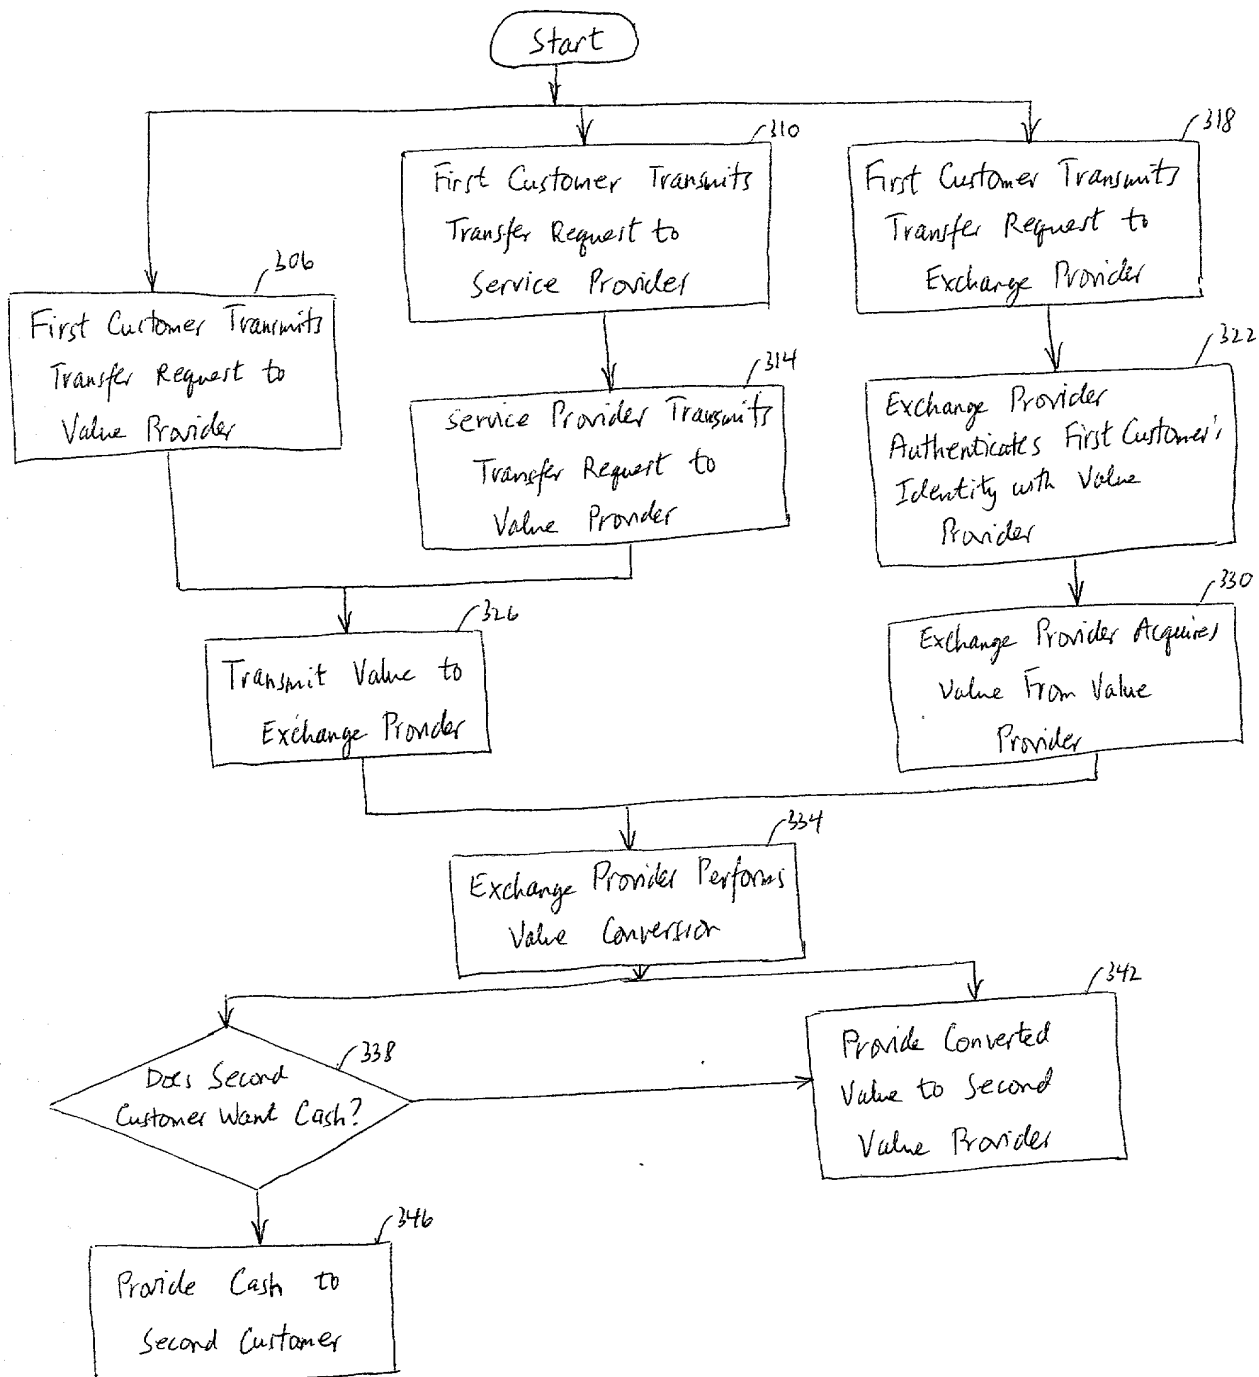 Start
310
First Customer Transmits
Transfer Request to
Service Provider
318
First Customer Transmits
Transfer Request to
Exchange Provider
306
First Customer Transmits
Transfer Request to
Value Provider
314
Service Provider Transmits
Transfer Request to
Value Provider
322
Exchange Provider
Authenticates First Customer's
Identity with Value
Provider
326
Transmit Value to
Exchange Provider
330
Exchange Provider Acquires
Value From Value
Provider
334
Exchange Provider Performs
Value Conversion
338
Does Second
Customer Want Cash?
342
Provide Converted
Value to Second
Value Provider
346
Provide Cash to
Second Customer